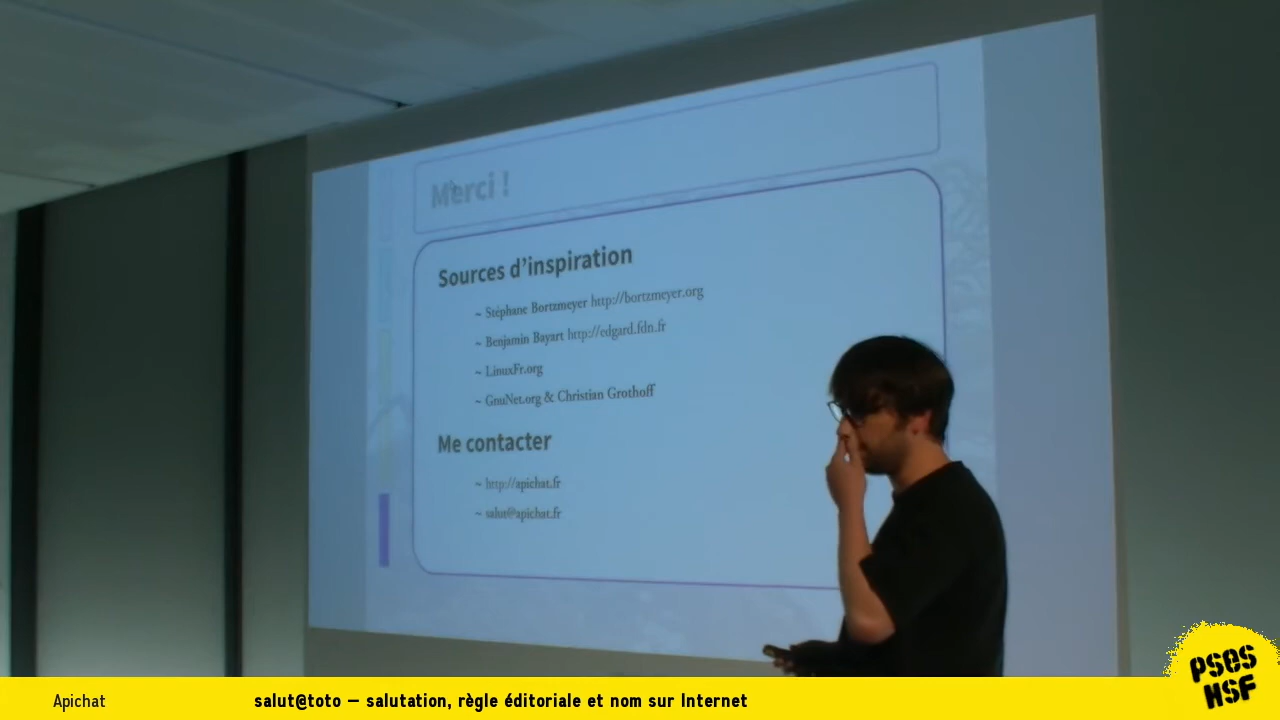 Merci !
Sources d'inspiration
~ Stéphane Bortzmeyer http://bortzmeyer.org
~ Benjamin Bayart http://edgard.fdn.fr
~ LinuxFr.org
~ GnuNet.org & Christian Grothoff
Me contacter
~ http://apichat.fr
~ salut@apichat.fr
PSES
HSF
Apichat
salut@toto — salutation, règle éditoriale et nom sur Internet